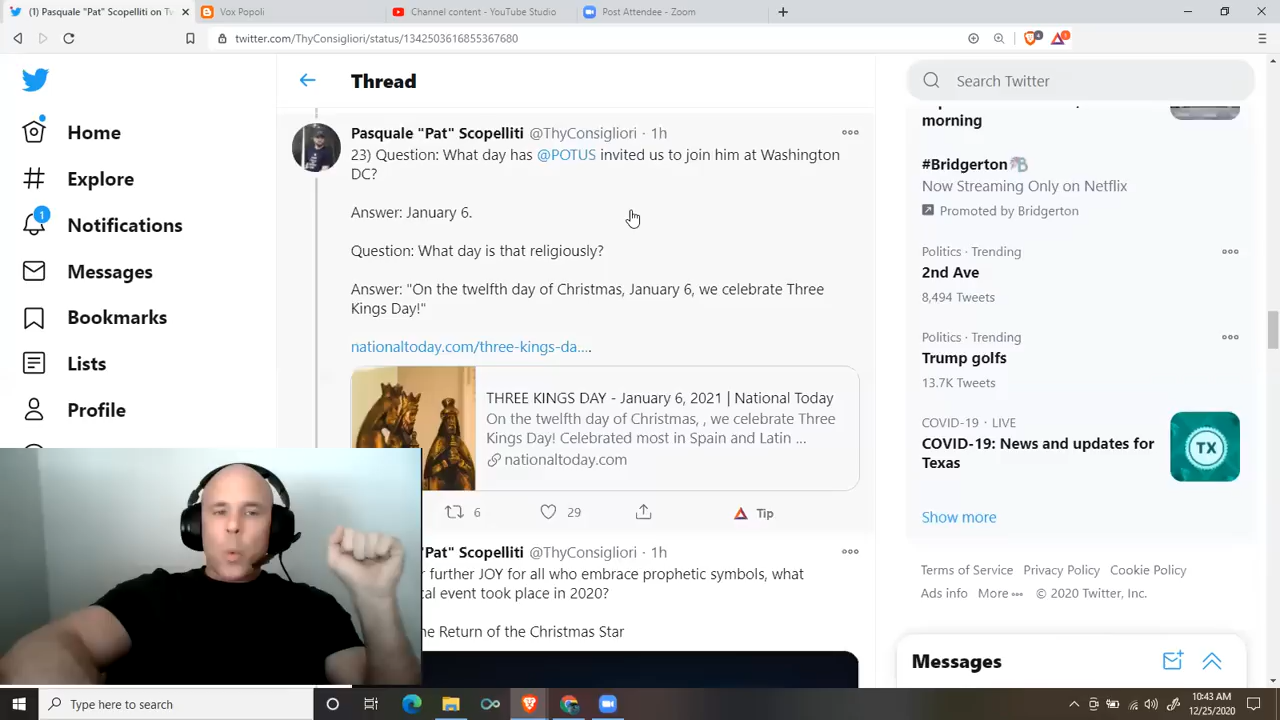 (1) Pasquale "Pat" Scopelliti on Tw
Vox Popoli
Channel content - YouTube Studio
Post Attendee - Zoom
twitter.com/ThyConsigliori/status/1342503616855367680
4
1
Home
Explore
1
Notifications
Messages
Bookmarks
Lists
Profile
Thread
Pasquale "Pat" Scopelliti @ThyConsigliori · 1h
23) Question: What day has @POTUS invited us to join him at Washington
DC?
Answer: January 6.
Question: What day is that religiously?
Answer: "On the twelfth day of Christmas, January 6, we celebrate Three
Kings Day!"
nationaltoday.com/three-kings-da....
THREE KINGS DAY - January 6, 2021 | National Today
On the twelfth day of Christmas, , we celebrate Three
Kings Day! Celebrated most in Spain and Latin ...
nationaltoday.com
6
29
Tip
"Pat" Scopelliti @ThyConsigliori · 1h
further JOY for all who embrace prophetic symbols, what
al event took place in 2020?
he Return of the Christmas Star
Search Twitter
morning
#Bridgerton
Now Streaming Only on Netflix
Promoted by Bridgerton
Politics · Trending
2nd Ave
8,494 Tweets
Politics · Trending
Trump golfs
13.7K Tweets
COVID-19 · LIVE
COVID-19: News and updates for
Texas
TX
Show more
Terms of Service Privacy Policy Cookie Policy
Ads info More © 2020 Twitter, Inc.
Messages
Type here to search
10:43 AM
12/25/2020